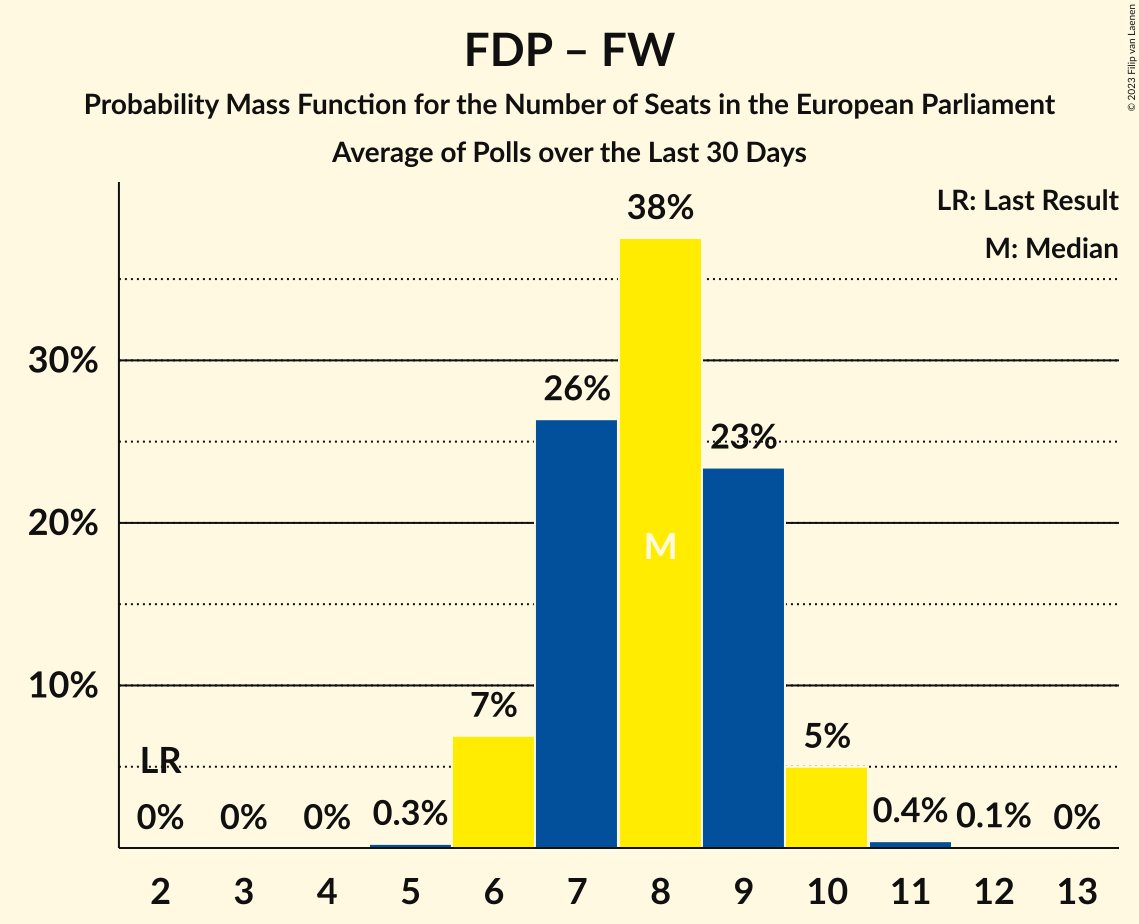 FDP – FW
Probability Mass Function for the Number of Seats in the European Parliament
Average of Polls over the Last 30 Days
© 2023 Filip van Laenen
LR: Last Result
M: Median
38%
30%
26%
23%
20%
M
10%
7%
5%
LR
0% 0% 0% 0.3% 0.4% 0.1% 0%
2 3 4 5 6 7 8 9 10 11 12 13